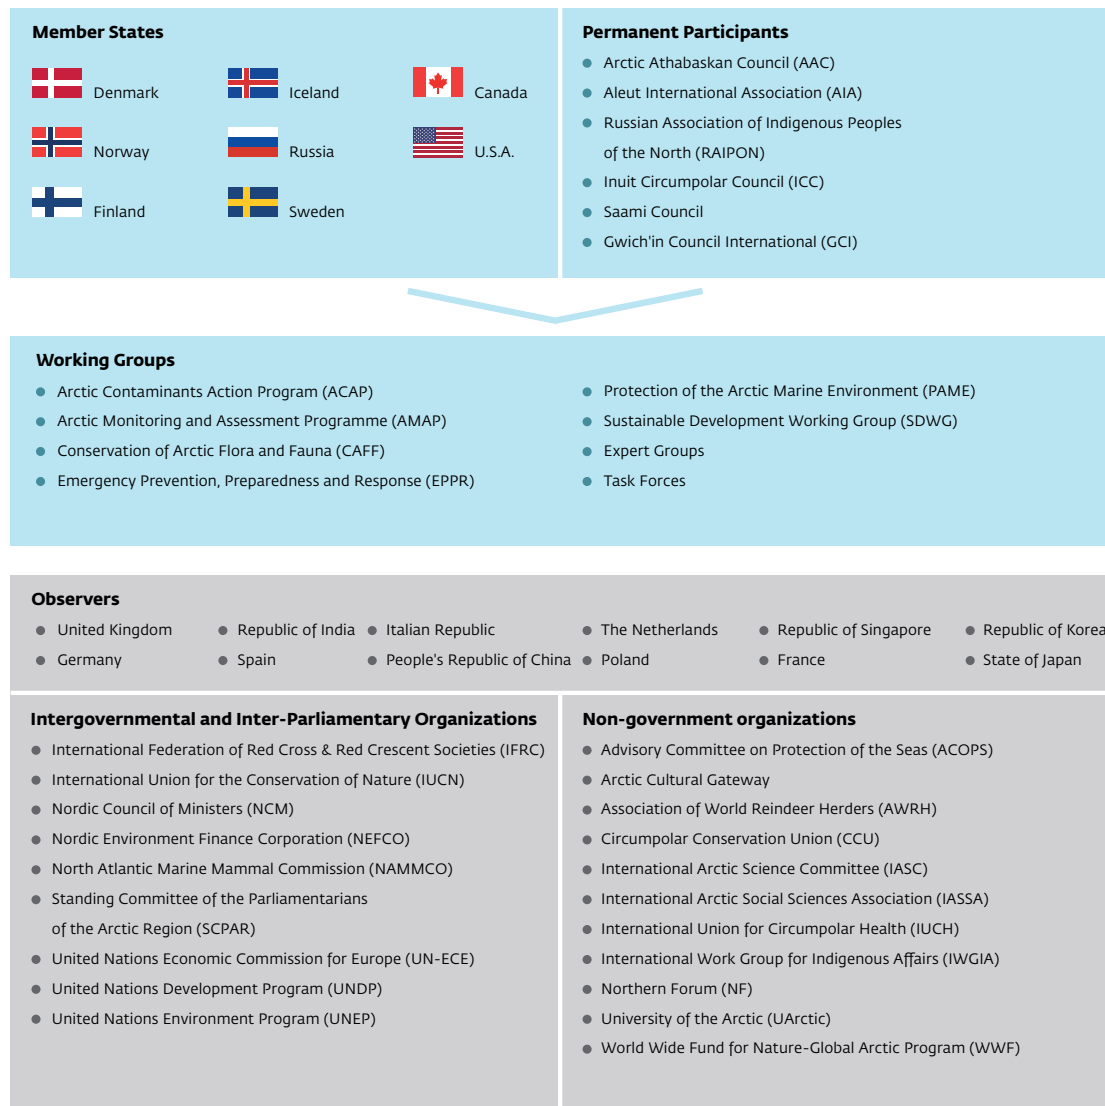 Member States
Denmark
Iceland
Canada
Norway
Russia
U.S.A.
Finland
Sweden
Permanent Participants
Arctic Athabaskan Council (AAC)
Aleut International Association (AIA)
Russian Association of Indigenous Peoples
of the North (RAIPON)
Inuit Circumpolar Council (ICC)
Saami Council
Gwich'in Council International (GCI)
Working Groups
Arctic Contaminants Action Program (ACAP)
Arctic Monitoring and Assessment Programme (AMAP)
Conservation of Arctic Flora and Fauna (CAFF)
Emergency Prevention, Preparedness and Response (EPPR)
Protection of the Arctic Marine Environment (PAME)
Sustainable Development Working Group (SDWG)
Expert Groups
Task Forces
Observers
United Kingdom
Republic of India
Italian Republic
The Netherlands
Republic of Singapore
Republic of Korea
Germany
Spain
People's Republic of China
Poland
France
State of Japan
Intergovernmental and Inter-Parliamentary Organizations
International Federation of Red Cross & Red Crescent Societies (IFRC)
International Union for the Conservation of Nature (IUCN)
Nordic Council of Ministers (NCM)
Nordic Environment Finance Corporation (NEFCO)
North Atlantic Marine Mammal Commission (NAMMCO)
Standing Committee of the Parliamentarians
of the Arctic Region (SCPAR)
United Nations Economic Commission for Europe (UN-ECE)
United Nations Development Program (UNDP)
United Nations Environment Program (UNEP)
Non-government organizations
Advisory Committee on Protection of the Seas (ACOPS)
Arctic Cultural Gateway
Association of World Reindeer Herders (AWRH)
Circumpolar Conservation Union (CCU)
International Arctic Science Committee (IASC)
International Arctic Social Sciences Association (IASSA)
International Union for Circumpolar Health (IUCH)
International Work Group for Indigenous Affairs (IWGIA)
Northern Forum (NF)
University of the Arctic (UArctic)
World Wide Fund for Nature-Global Arctic Program (WWF)